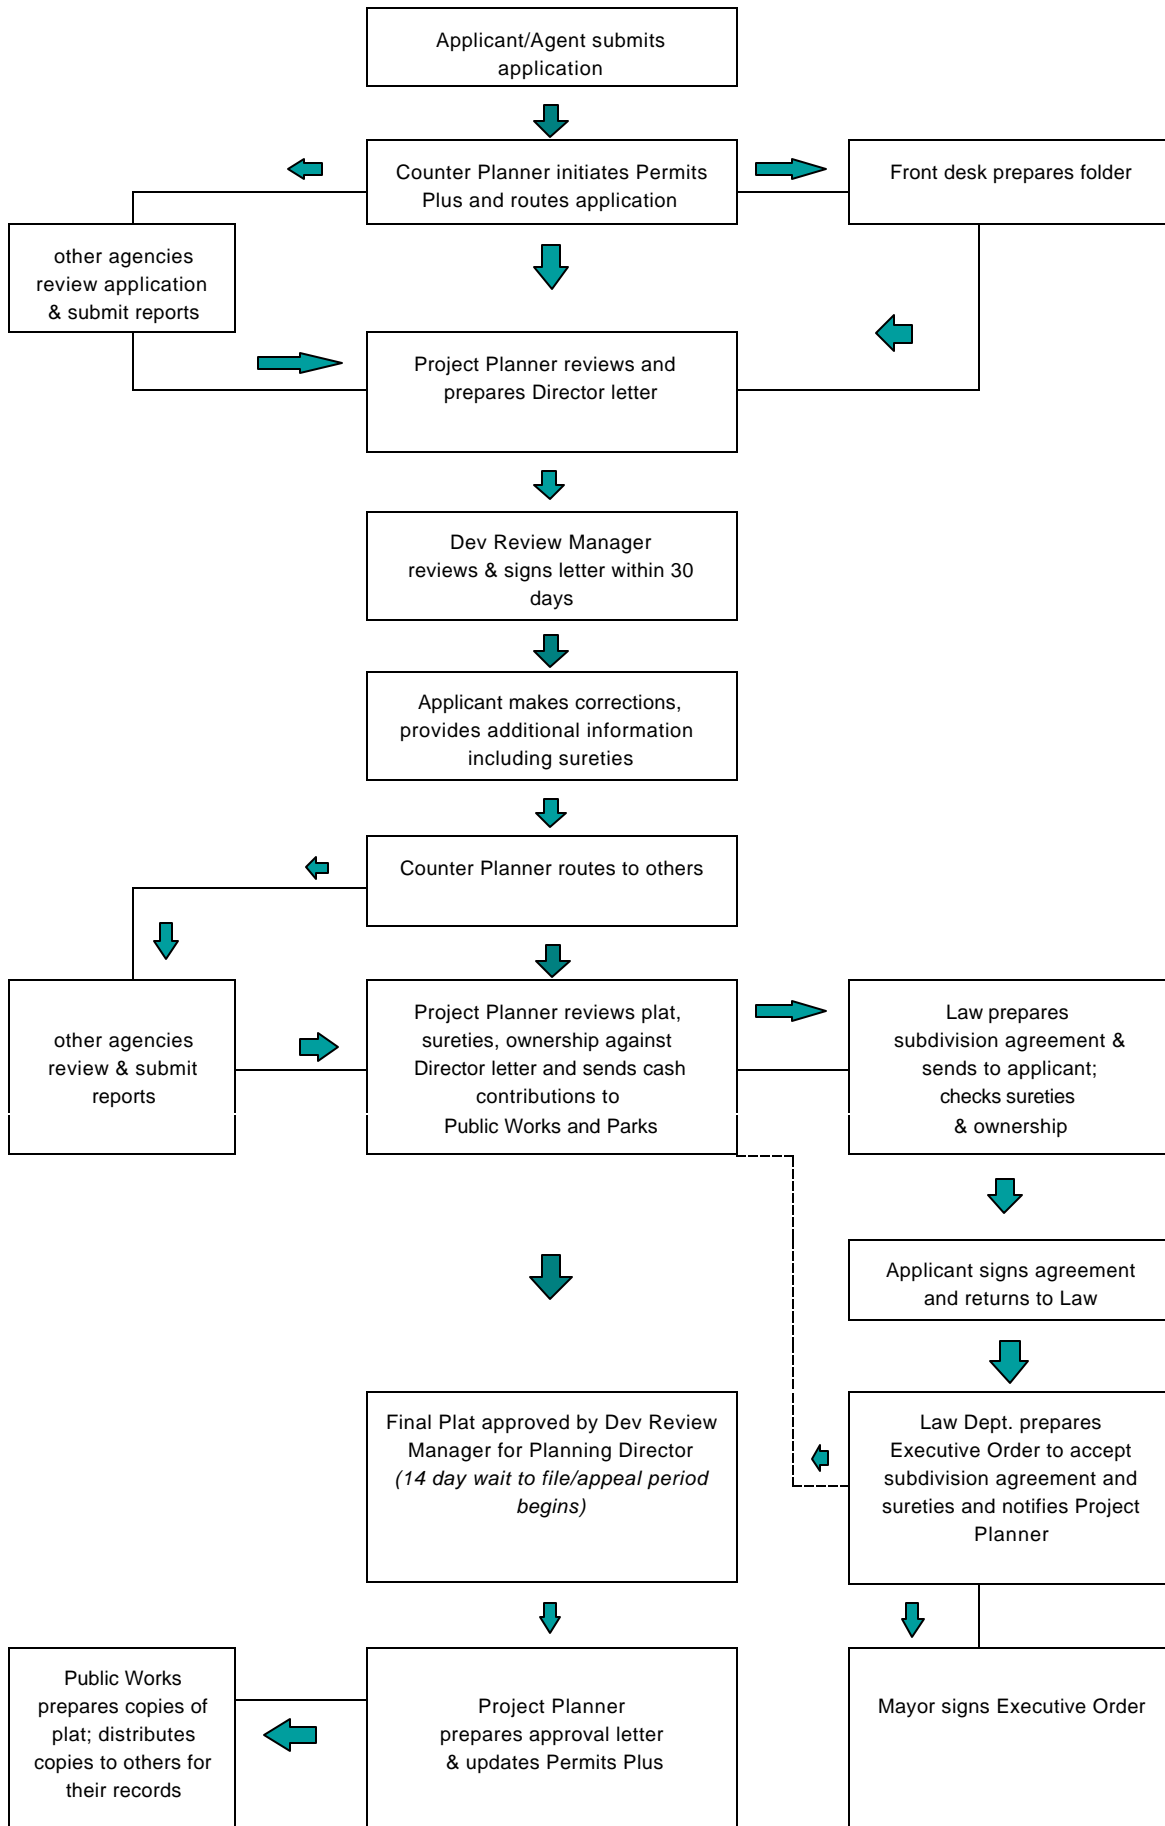 Applicant/Agent submits
application
Counter Planner initiates Permits
Plus and routes application
Front desk prepares folder
other agencies
review application
& submit reports
Project Planner reviews and
prepares Director letter
Dev Review Manager
reviews & signs letter within 30
days
Applicant makes corrections,
provides additional information
including sureties
Counter Planner routes to others
other agencies
review & submit
reports
Project Planner reviews plat,
sureties, ownership against
Director letter and sends cash
contributions to
Public Works and Parks
Law prepares
subdivision agreement &
sends to applicant;
checks sureties
& ownership
Applicant signs agreement
and returns to Law
Final Plat approved by Dev Review
Manager for Planning Director
(14 day wait to file/appeal period
begins)
Law Dept. prepares
Executive Order to accept
subdivision agreement and
sureties and notifies Project
Planner
Public Works
prepares copies of
plat; distributes
copies to others for
their records
Project Planner
prepares approval letter
& updates Permits Plus
Mayor signs Executive Order